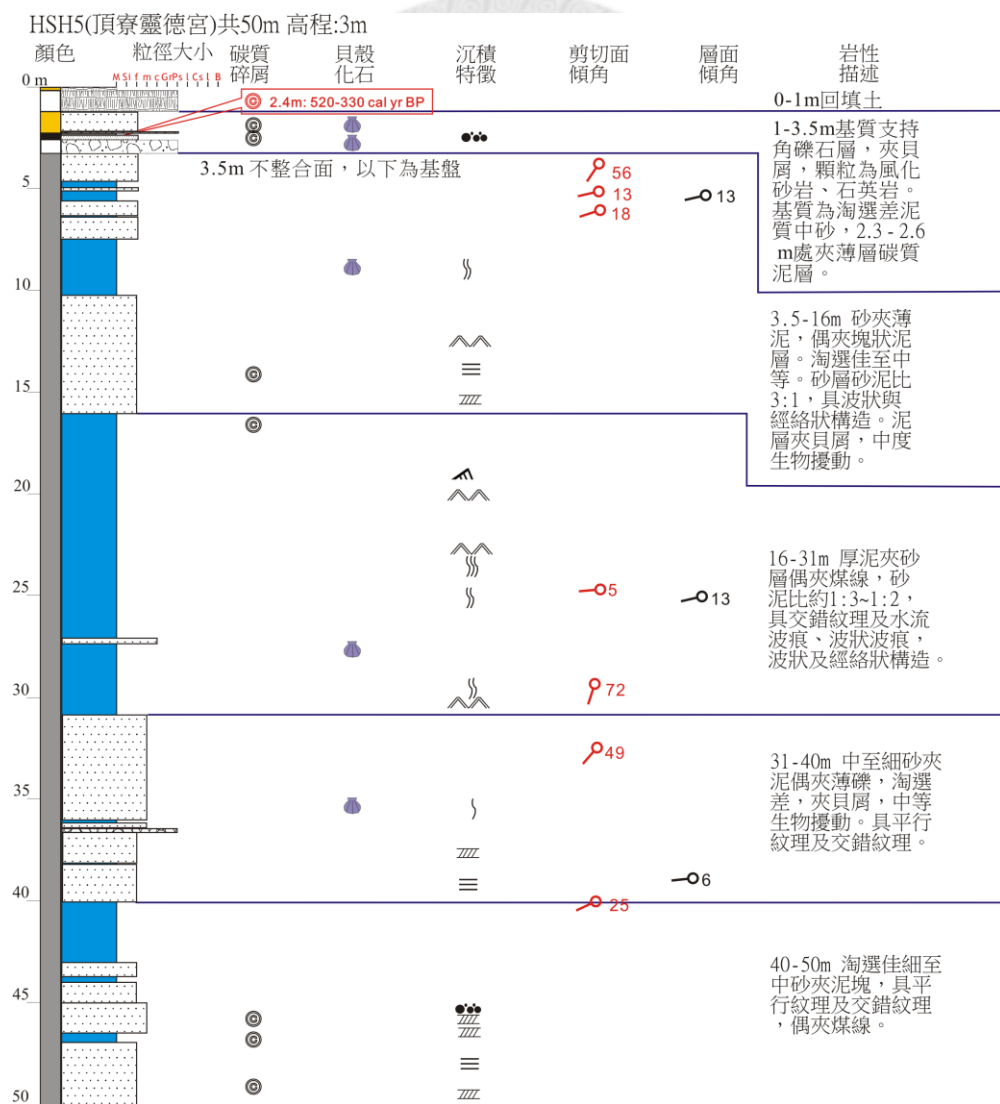 HSH5(頂寮靈德宮)共50m 高程:3m
顏色
粒徑大小
碳質
碎屑
貝殼
化石
沉積
特徵
剪切面
傾角
層面
傾角
岩性
描述
M Si f m c GrPs l Cs l B
0 m
2.4m: 520-330 cal yr BP
0-1m回填土
1-3.5m基質支持
角礫石層，夾貝
屑，顆粒為風化
砂岩、石英岩。
基質為淘選差泥
質中砂，2.3 - 2.6
m處夾薄層碳質
泥層。
3.5m 不整合面，以下為基盤
56
5
13
13
18
10
3.5-16m 砂夾薄
泥，偶夾塊狀泥
層。淘選佳至中
等。砂層砂泥比
3:1，具波狀與
經絡狀構造。泥
層夾貝屑，中度
生物擾動。
15
20
16-31m 厚泥夾砂
層偶夾煤線，砂
泥比約1:3~1:2，
具交錯紋理及水流
波痕、波狀波痕，
波狀及經絡狀構造。
25
5
13
30
72
49
31-40m 中至細砂夾
泥偶夾薄礫，淘選
差，夾貝屑，中等
生物擾動。具平行
紋理及交錯紋理。
35
6
40
25
40-50m 淘選佳細至
中砂夾泥塊，具平
行紋理及交錯紋理
，偶夾煤線。
45
50